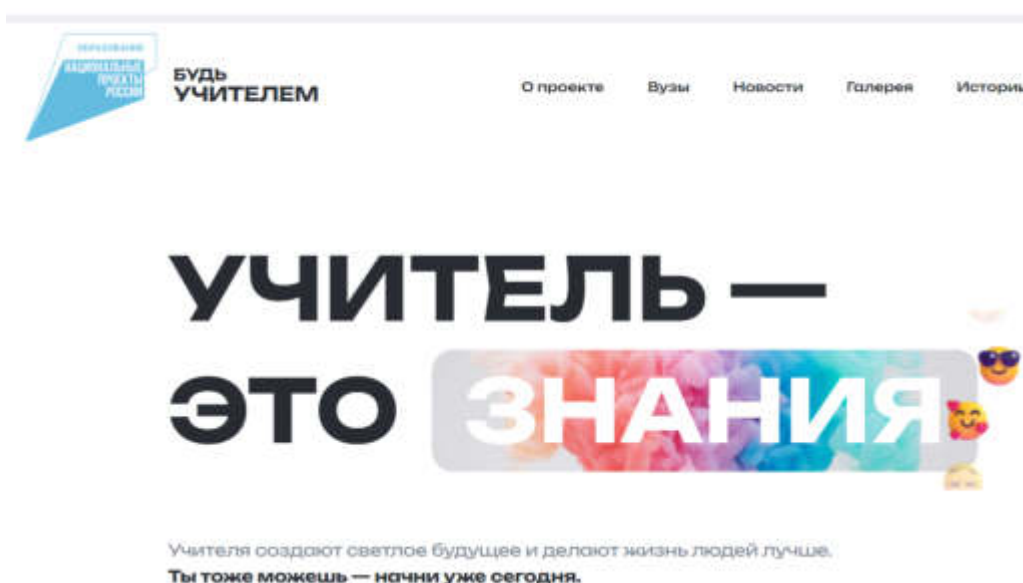 ОБРАЗОВАНИЕ
НАЦИОНАЛЬНЫЕ
ПРОЕКТЫ
РОССИИ
БУДЬ
УЧИТЕЛЕМ
О проекте Вузы Новости Галерея Истории
УЧИТЕЛЬ —
ЭТО ЗНАНИЯ
Учителя создают светлое будущее и делают жизнь людей лучше.
Ты тоже можешь — начни уже сегодня.